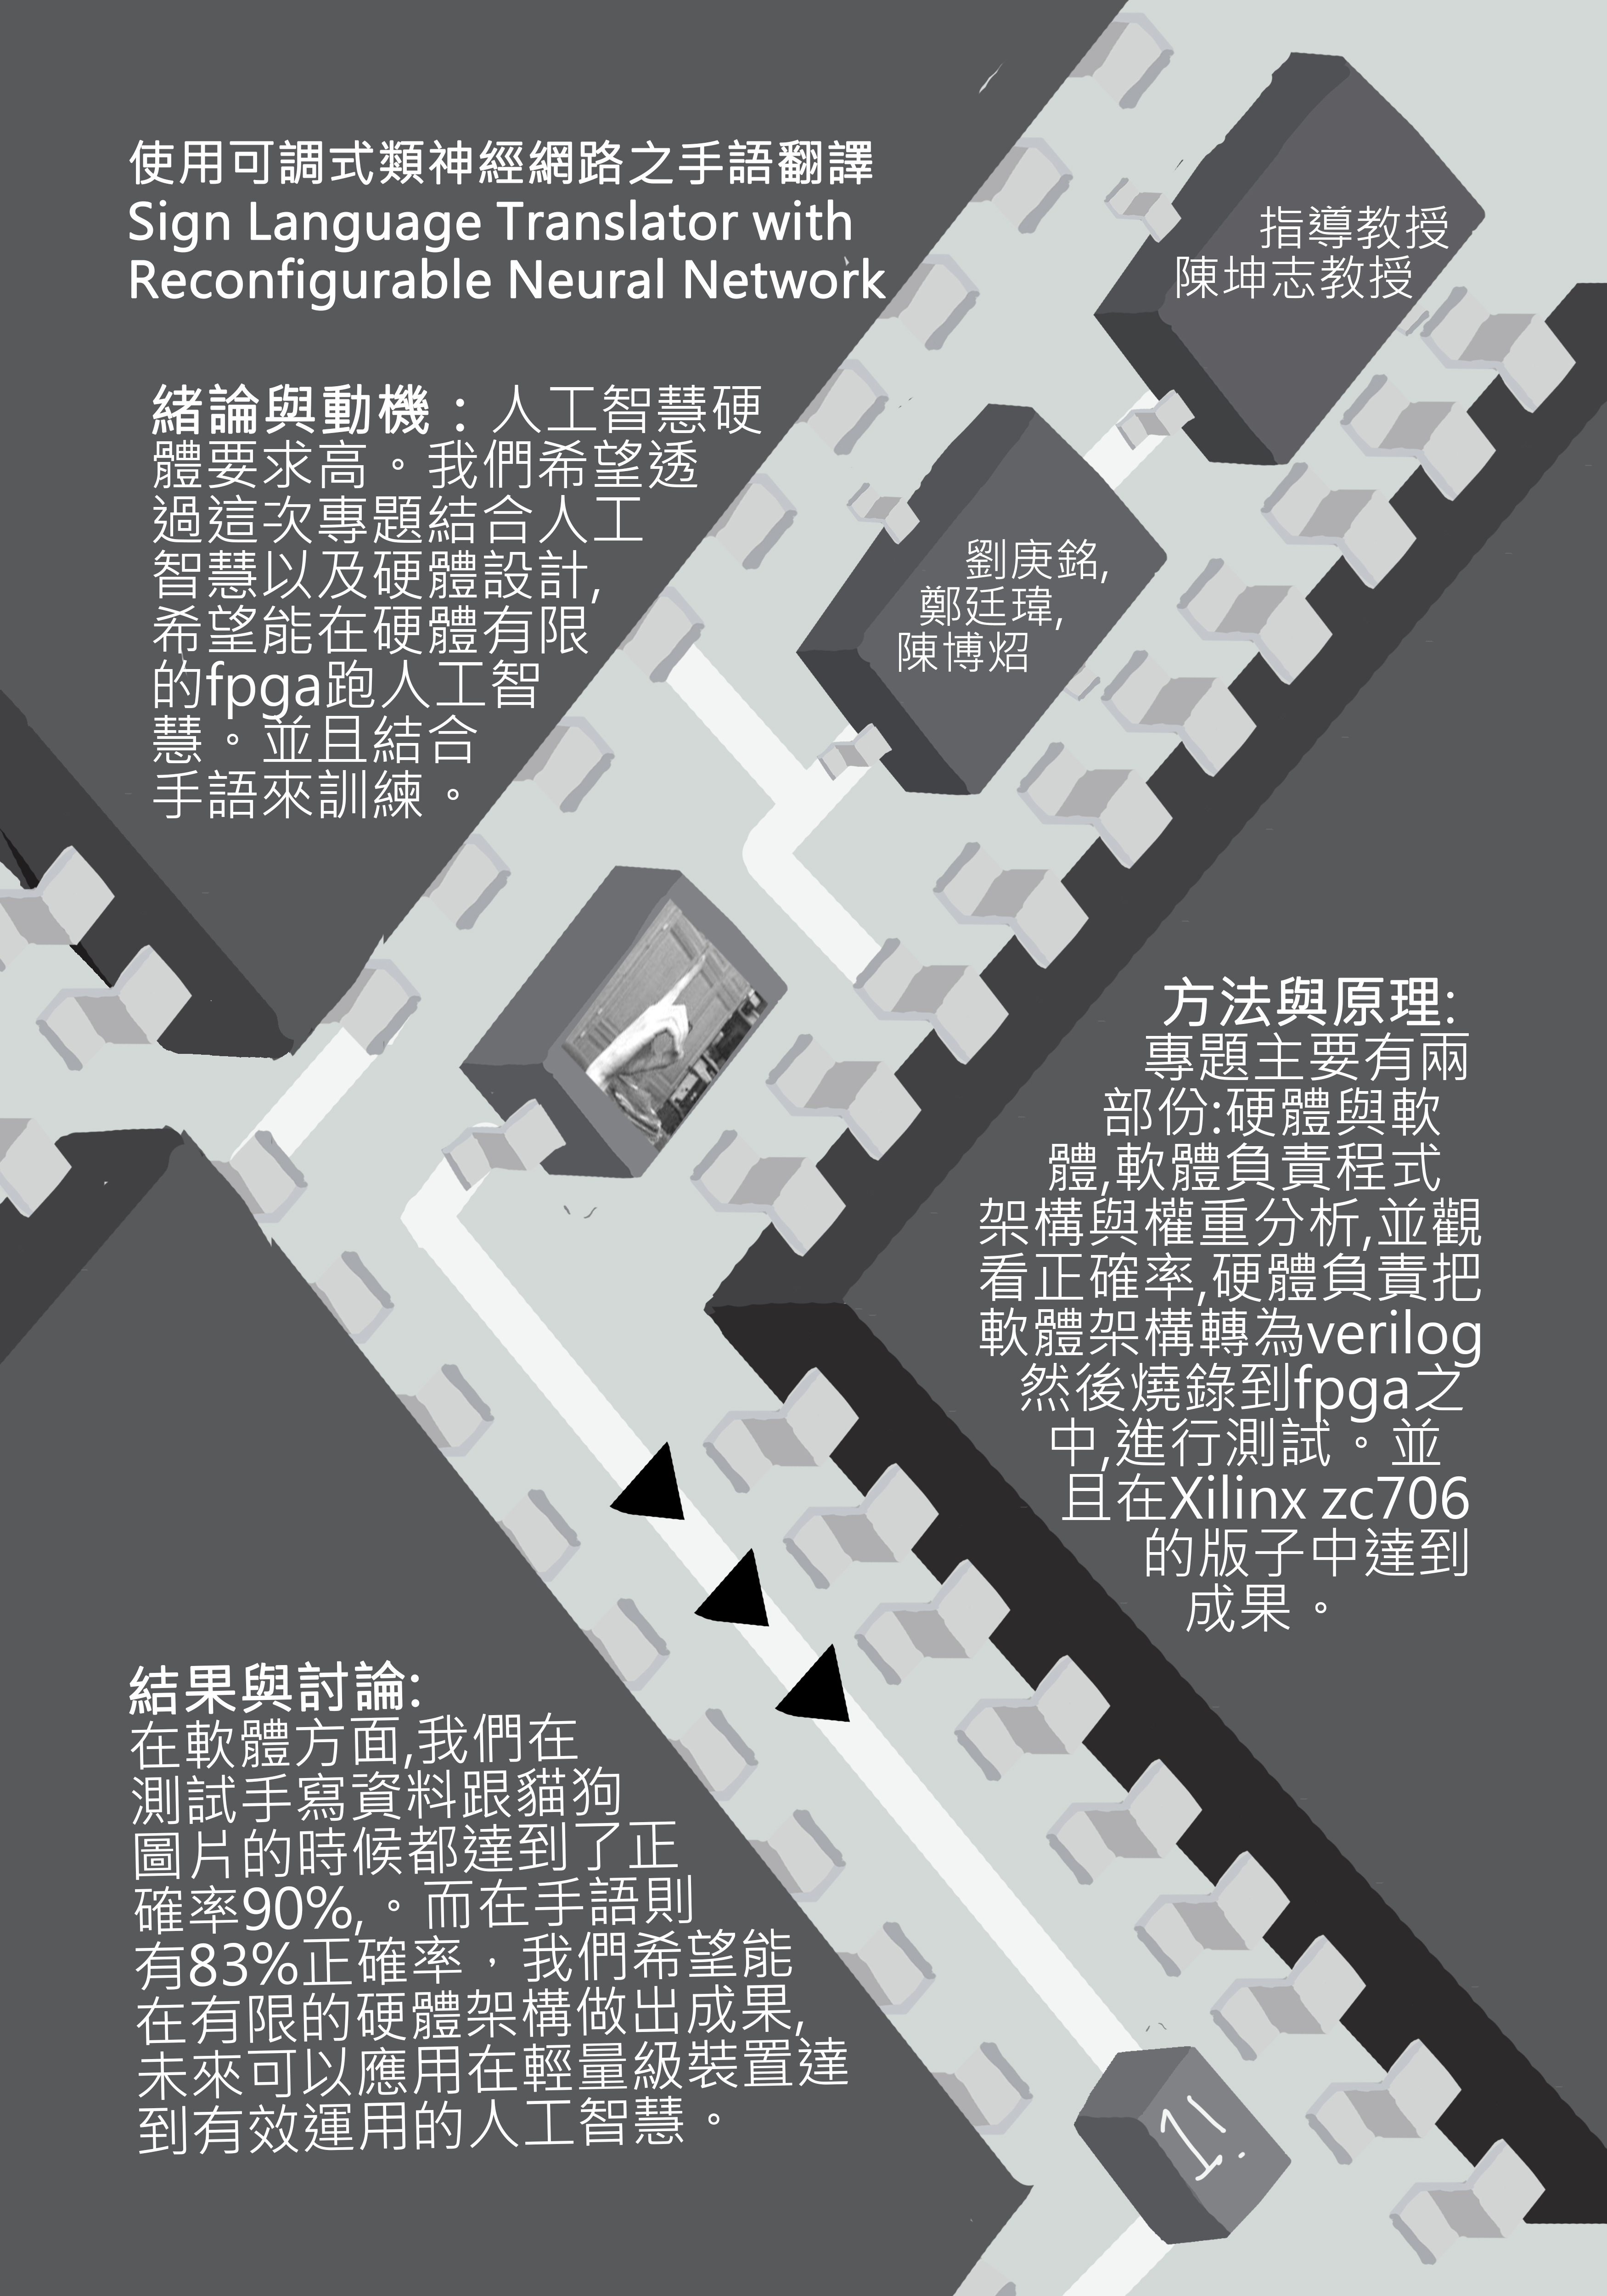 使用可調式類神經網路之手語翻譯
Sign Language Translator with
Reconfigurable Neural Network
指導教授
陳坤志教授
劉庚銘,
鄭廷瑋,
陳博炤
緒論與動機：人工智慧硬
體要求高。我們希望透
過這次專題結合人工
智慧以及硬體設計,
希望能在硬體有限
的fpga跑人工智
慧。並且結合
手語來訓練。
方法與原理:
專題主要有兩
部份:硬體與軟
體,軟體負責程式
架構與權重分析,並觀
看正確率,硬體負責把
軟體架構轉為verilog
然後燒錄到fpga之
中,進行測試。並
且在Xilinx zc706
的版子中達到
成果。
結果與討論:
在軟體方面,我們在
測試手寫資料跟貓狗
圖片的時候都達到了正
確率90%,。而在手語則
有83%正確率，我們希望能
在有限的硬體架構做出成果,
未來可以應用在輕量級裝置達
到有效運用的人工智慧。